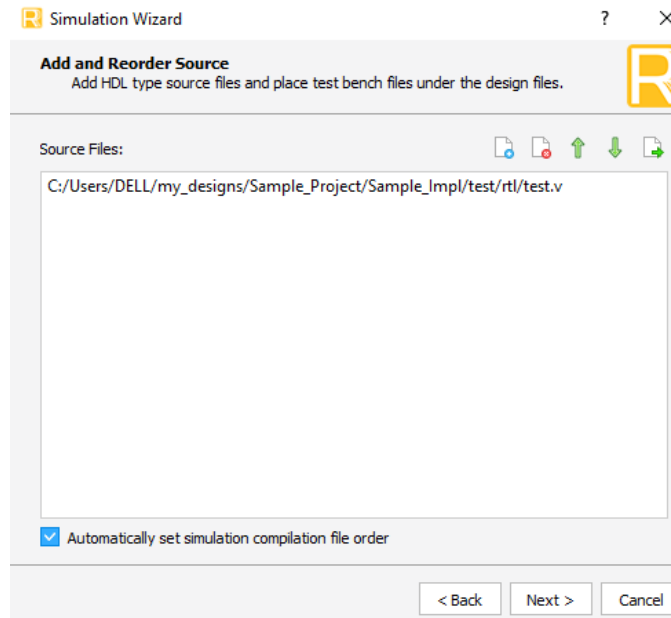 Simulation Wizard
Add and Reorder Source
Add HDL type source files and place test bench files under the design files.
Source Files:
C:/Users/DELL/my_designs/Sample_Project/Sample_Impl/test/rtl/test.v
Automatically set simulation compilation file order
< Back Next > Cancel